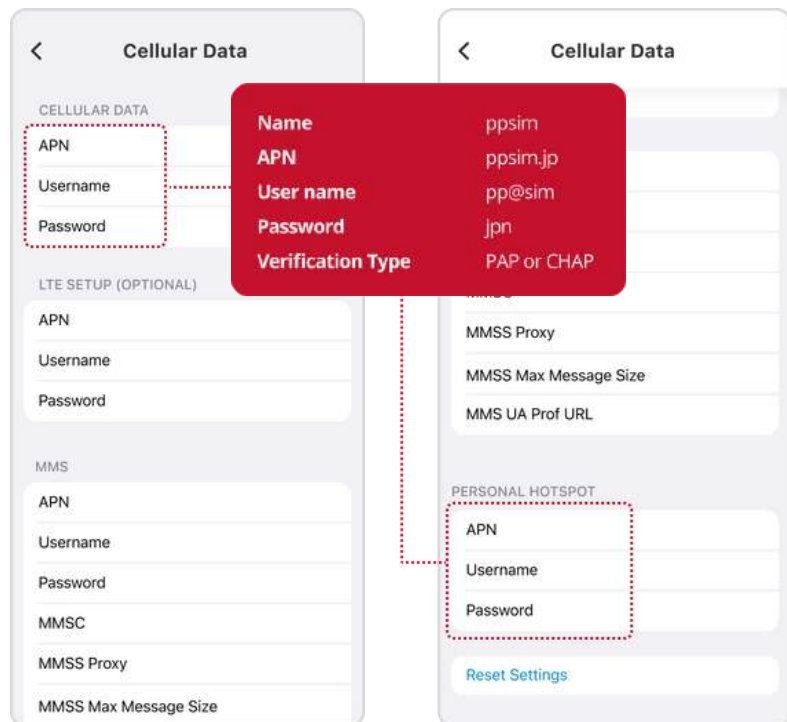 Cellular Data
CELLULAR DATA
APN
Username
Password
LTE SETUP (OPTIONAL)
APN
Username
Password
MMS
APN
Username
Password
MMSC
MMSS Proxy
MMSS Max Message Size
Name ppsim
APN ppsim.jp
User name pp@sim
Password jpn
Verification Type PAP or CHAP
Cellular Data
MMSS Proxy
MMSS Max Message Size
MMS UA Prof URL
PERSONAL HOTSPOT
APN
Username
Password
Reset Settings